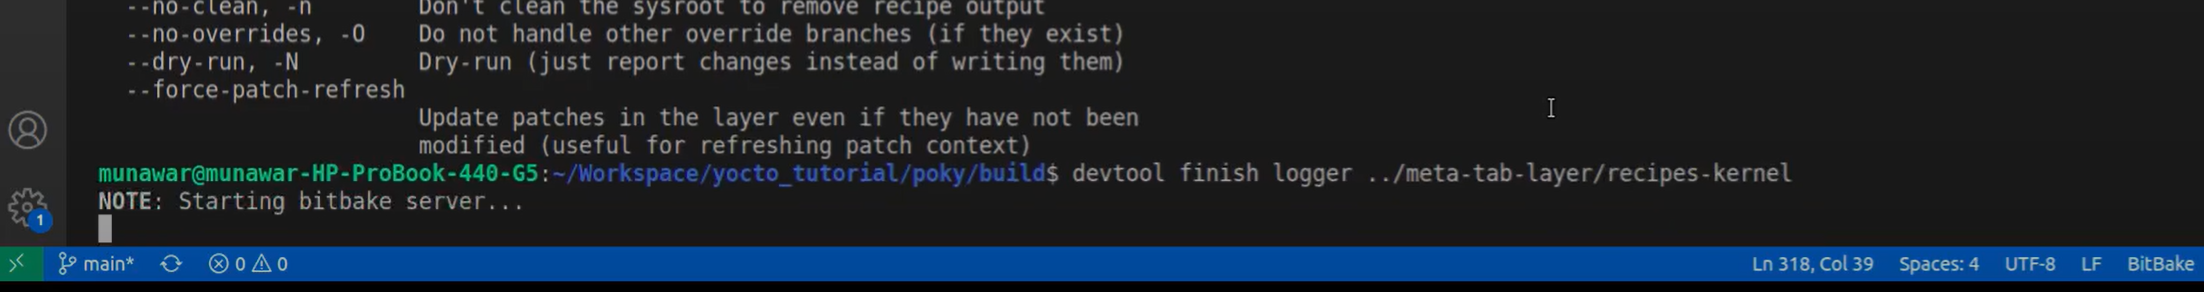 --no-clean, -n Don't clean the sysroot to remove recipe output
--no-overrides, -O Do not handle other override branches (if they exist)
--dry-run, -N Dry-run (just report changes instead of writing them)
--force-patch-refresh
Update patches in the layer even if they have not been
modified (useful for refreshing patch context)
munawar@munawar-HP-ProBook-440-G5:~/Workspace/yocto_tutorial/poky/build$ devtool finish logger ../meta-tab-layer/recipes-kernel
NOTE: Starting bitbake server...
1
main* 0 0 Ln 318, Col 39 Spaces: 4 UTF-8 LF BitBake